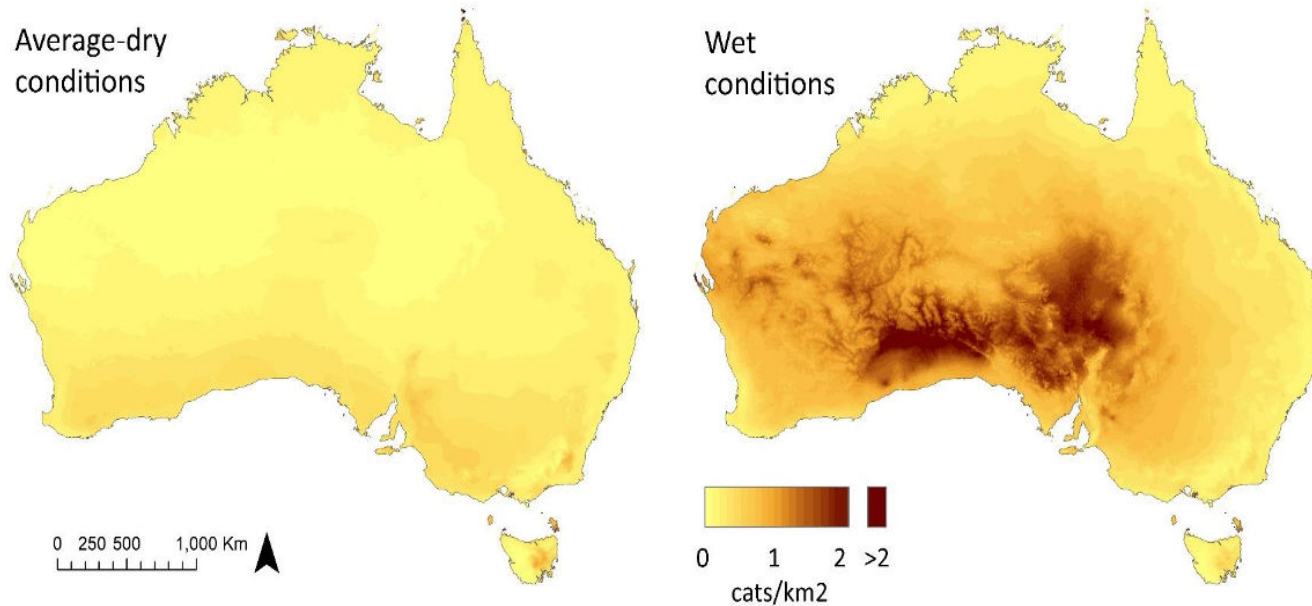 Average-dry
conditions
Wet
conditions
0 250 500 1,000 Km
0 1 2 >2
cats/km2